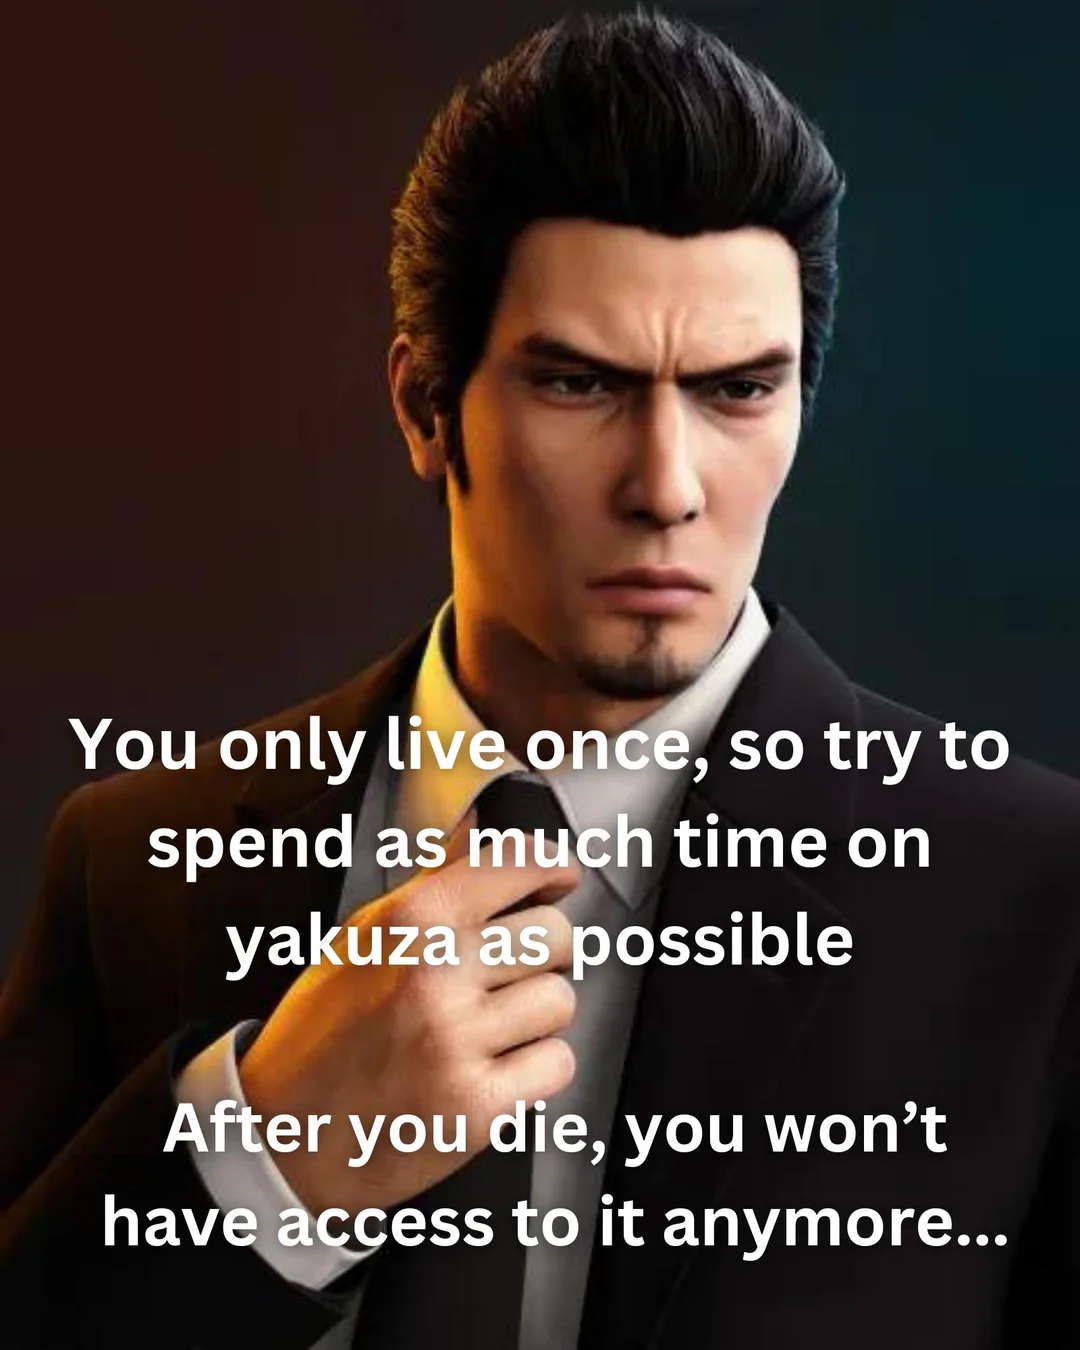 You only live once, so try to
spend as much time on
yakuza as possible
After you die, you won’t
have access to it anymore...